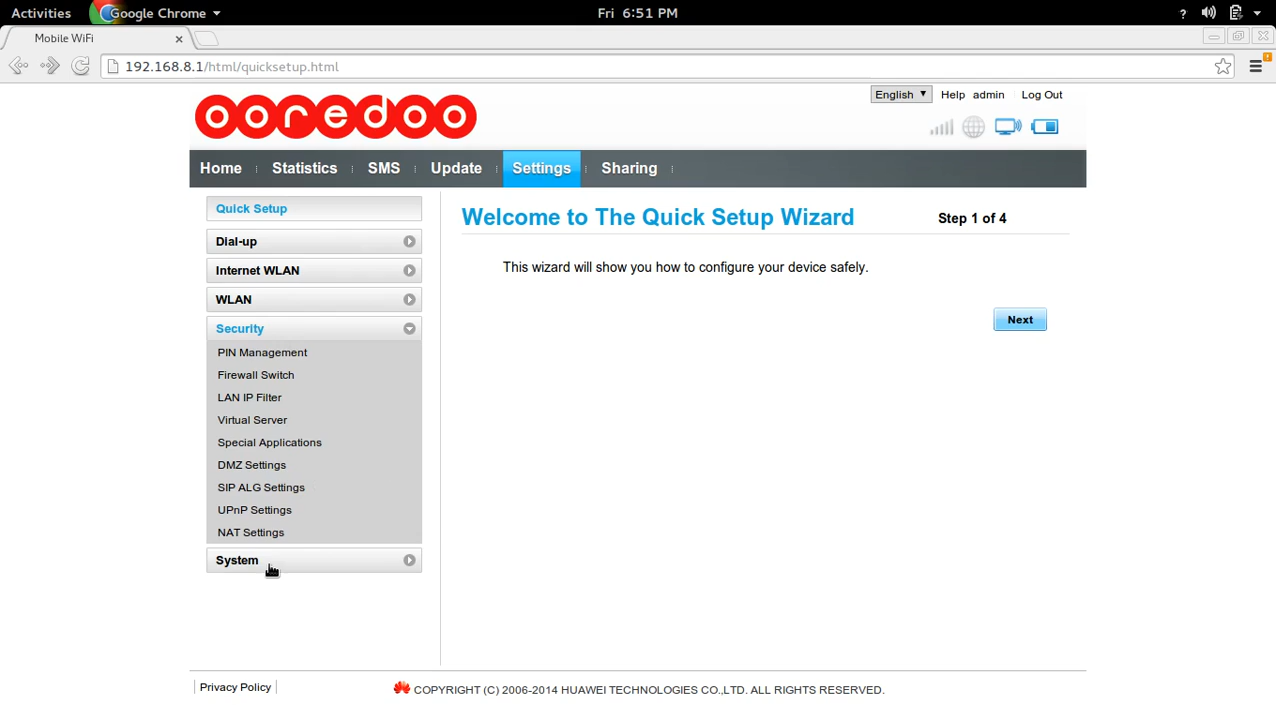 Activities Google Chrome Fri 6:51 PM ?
Mobile WiFi
192.168.8.1/html/quicksetup.html
ooredoo
English Help admin Log Out
Home Statistics SMS Update Settings Sharing
Quick Setup
Dial-up
Internet WLAN
WLAN
Security
PIN Management
Firewall Switch
LAN IP Filter
Virtual Server
Special Applications
DMZ Settings
SIP ALG Settings
UPnP Settings
NAT Settings
System
Welcome to The Quick Setup Wizard Step 1 of 4
This wizard will show you how to configure your device safely.
Next
Privacy Policy COPYRIGHT (C) 2006-2014 HUAWEI TECHNOLOGIES CO.,LTD. ALL RIGHTS RESERVED.